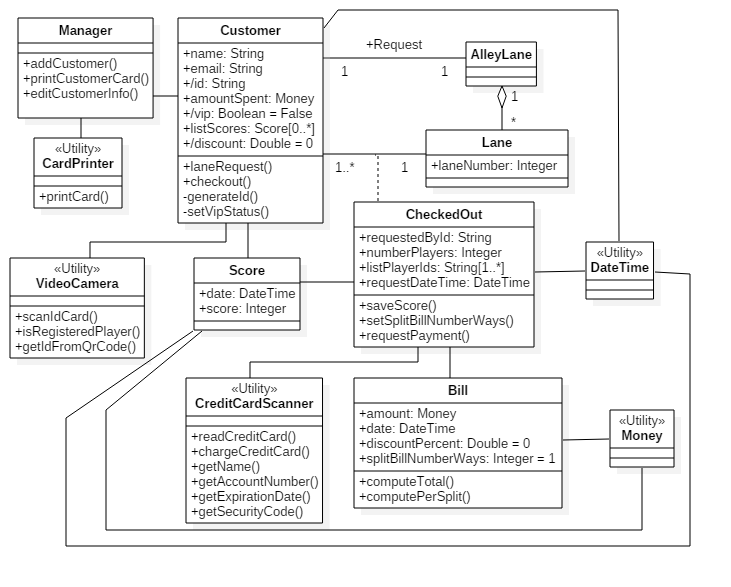 Manager
+addCustomer()
+printCustomerCard()
+editCustomerInfo()
Customer
+name: String
+email: String
+/id: String
+amountSpent: Money
+/vip: Boolean = False
+listScores: Score[0..*]
+/discount: Double = 0
+laneRequest()
+checkout()
-generateId()
-setVipStatus()
+Request
1
1
AlleyLane
1
*
Lane
+laneNumber: Integer
1..*
1
«Utility»
CardPrinter
+printCard()
CheckedOut
+requestedById: String
+numberPlayers: Integer
+listPlayerIds: String[1..*]
+requestDateTime: DateTime
+saveScore()
+setSplitBillNumberWays()
+requestPayment()
«Utility»
DateTime
«Utility»
VideoCamera
+scanIdCard()
+isRegisteredPlayer()
+getIdFromQrCode()
Score
+date: DateTime
+score: Integer
«Utility»
CreditCardScanner
+readCreditCard()
+chargeCreditCard()
+getName()
+getAccountNumber()
+getExpirationDate()
+getSecurityCode()
Bill
+amount: Money
+date: DateTime
+discountPercent: Double = 0
+splitBillNumberWays: Integer = 1
+computeTotal()
+computePerSplit()
«Utility»
Money